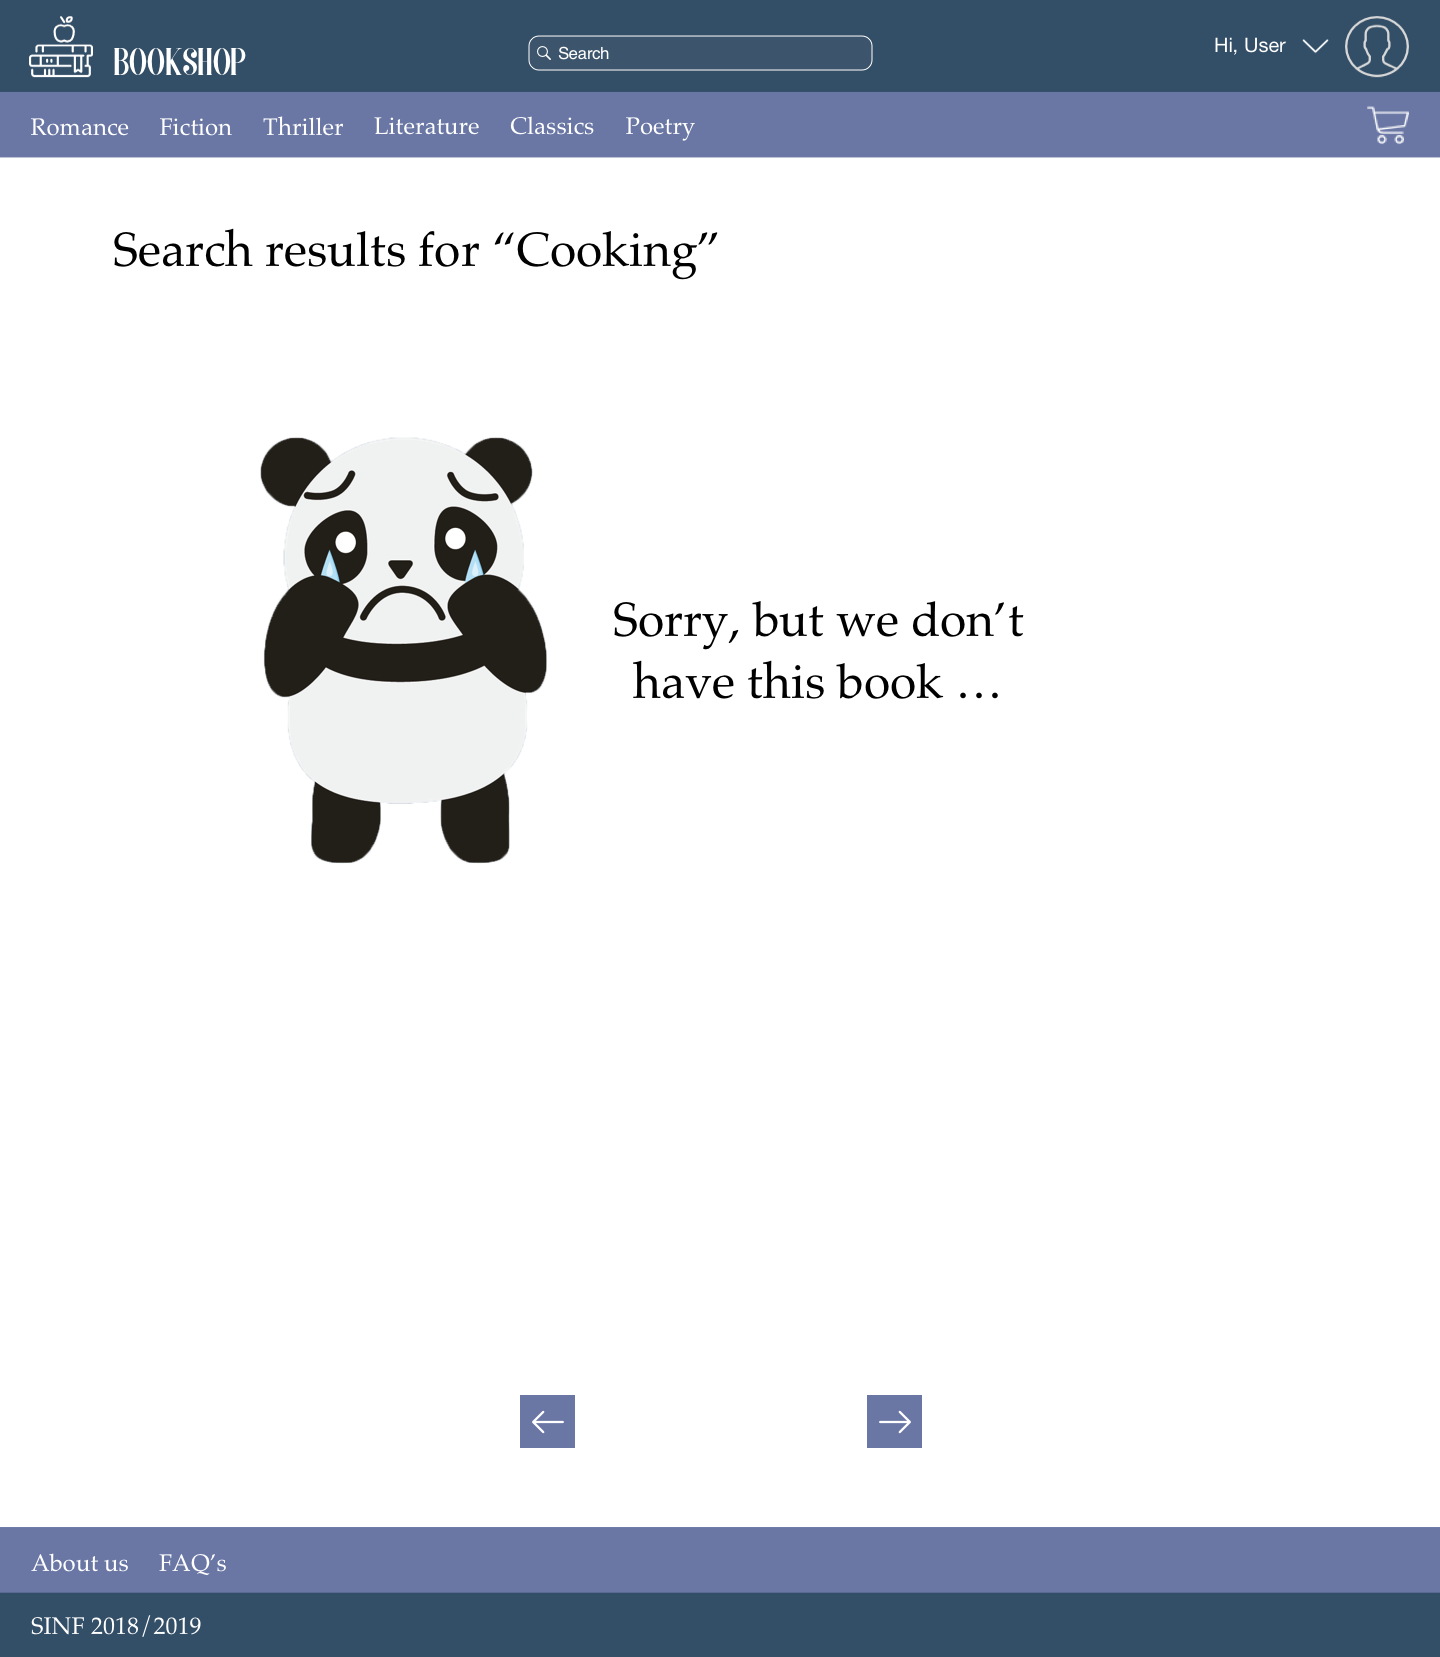 BOOKSHOP
Search
Hi, User
Romance Fiction Thriller Literature Classics Poetry
Search results for “Cooking”
Sorry, but we don’t
have this book ...
About us FAQ’s
SINF 2018/2019